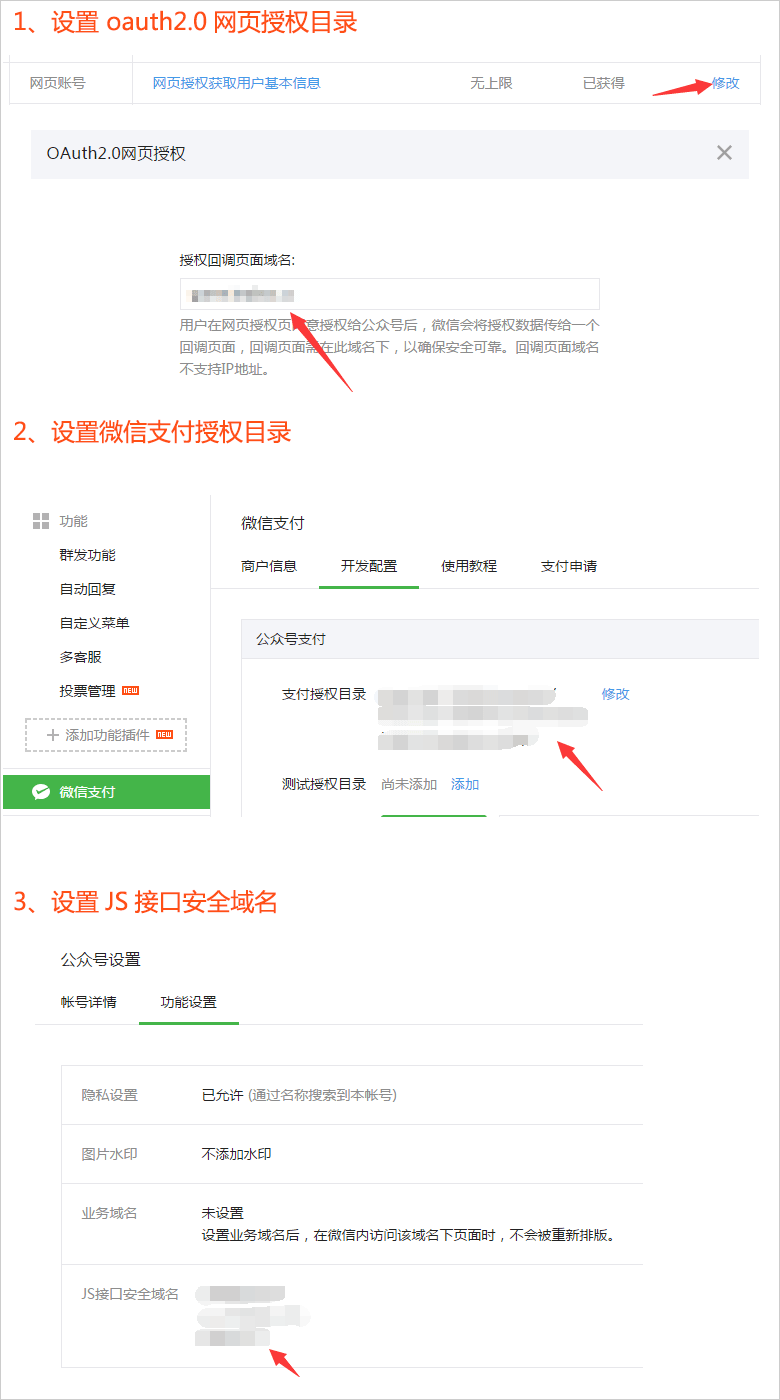 1、设置 oauth2.0 网页授权目录
网页账号 网页授权获取用户基本信息 无上限 已获得 修改
OAuth2.0网页授权
授权回调页面域名:
用户在网页授权页 意授权给公众号后，微信会将授权数据传给一个
回调页面，回调页面需在此域名下，以确保安全可靠。回调页面域名
不支持IP地址。
2、设置微信支付授权目录
功能
群发功能
自动回复
自定义菜单
多客服
投票管理 NEW
添加功能插件 NEW
微信支付
微信支付
商户信息 开发配置 使用教程 支付申请
公众号支付
支付授权目录 修改
测试授权目录 尚未添加 添加
3、设置 JS 接口安全域名
公众号设置
帐号详情 功能设置
隐私设置 已允许 (通过名称搜索到本帐号)
图片水印 不添加水印
业务域名 未设置
设置业务域名后，在微信内访问该域名下页面时，不会被重新排版。
JS接口安全域名